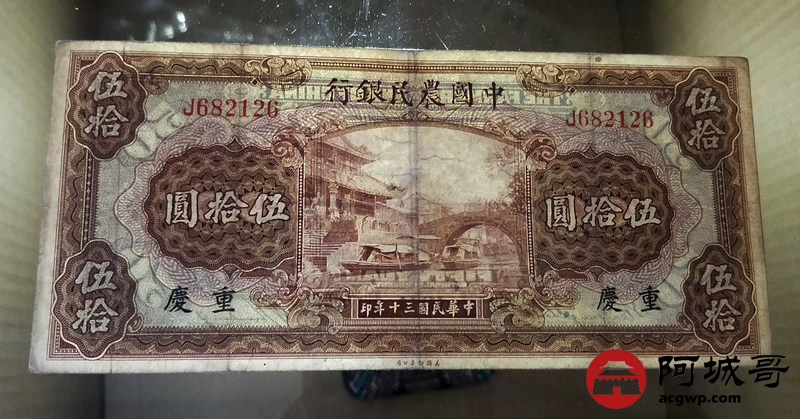 中國農民銀行
伍拾
伍拾
J682126
J682126
伍拾圓
伍拾圓
重慶
重慶
中華民國三十年印
伍拾
伍拾
阿城哥
acgwp.com